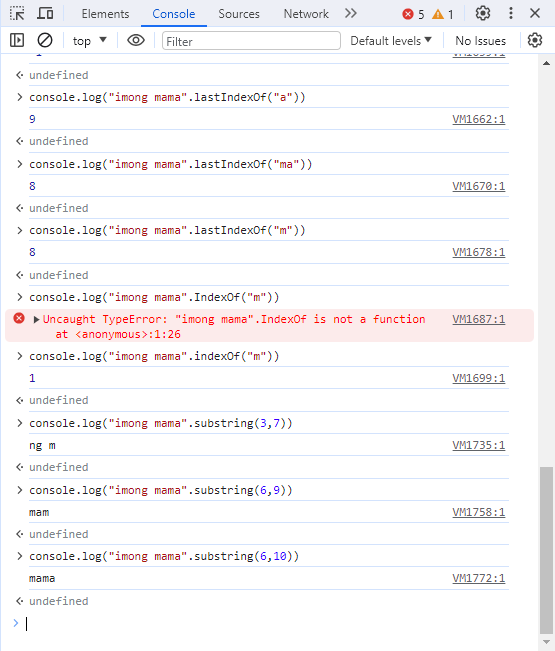 Elements Console Sources Network 5 1
top Filter Default levels No Issues
undefined
console.log("imong mama".lastIndexOf("a"))
9 VM1662:1
undefined
console.log("imong mama".lastIndexOf("ma"))
8 VM1670:1
undefined
console.log("imong mama".lastIndexOf("m"))
8 VM1678:1
undefined
console.log("imong mama".IndexOf("m"))
Uncaught TypeError: "imong mama".IndexOf is not a function VM1687:1
at <anonymous>:1:26
console.log("imong mama".indexOf("m"))
1 VM1699:1
undefined
console.log("imong mama".substring(3,7))
ng m VM1735:1
undefined
console.log("imong mama".substring(6,9))
mam VM1758:1
undefined
console.log("imong mama".substring(6,10))
mama VM1772:1
undefined